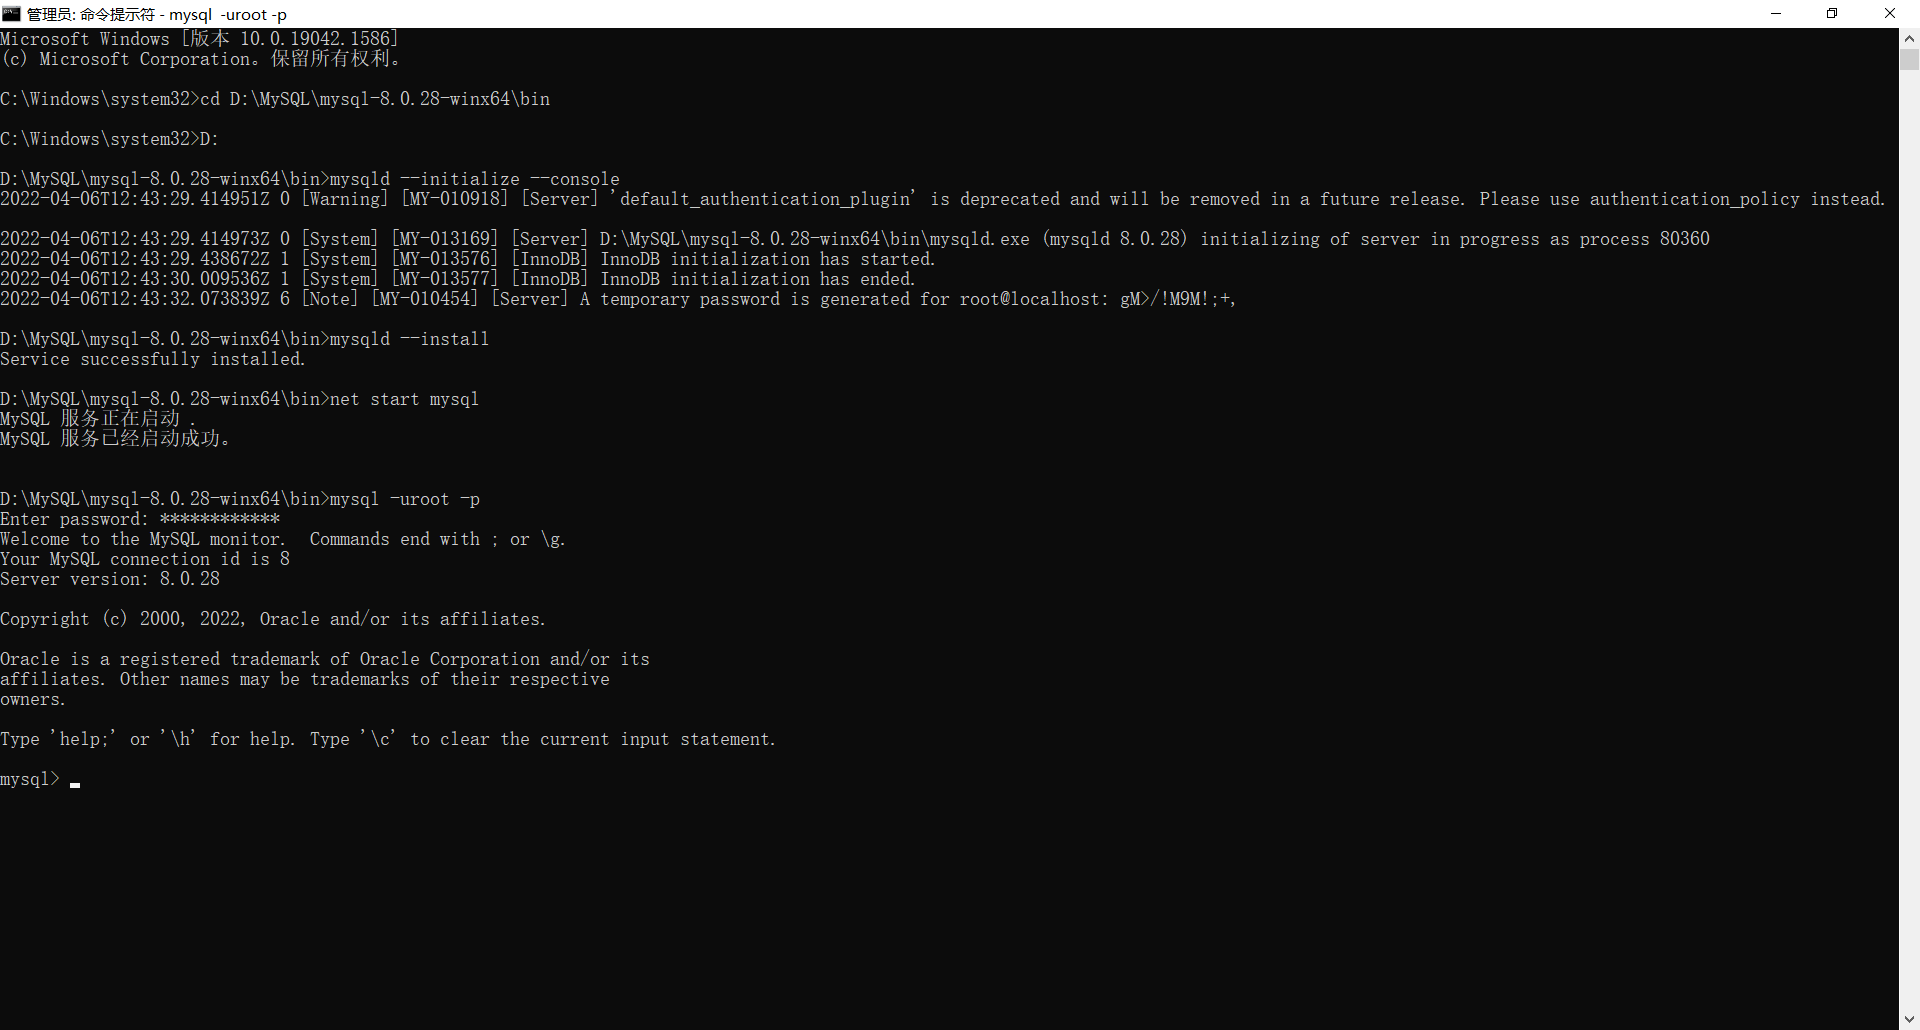 管理员: 命令提示符 - mysql  -uroot -p
Microsoft Windows [版本 10.0.19042.1586]
(c) Microsoft Corporation。保留所有权利。
C:\Windows\system32>cd D:\MySQL\mysql-8.0.28-winx64\bin
C:\Windows\system32>D:
D:\MySQL\mysql-8.0.28-winx64\bin>mysqld --initialize --console
2022-04-06T12:43:29.414951Z 0 [Warning] [MY-010918] [Server] 'default_authentication_plugin' is deprecated and will be removed in a future release. Please use authentication_policy instead.
2022-04-06T12:43:29.414973Z 0 [System] [MY-013169] [Server] D:\MySQL\mysql-8.0.28-winx64\bin\mysqld.exe (mysqld 8.0.28) initializing of server in progress as process 80360
2022-04-06T12:43:29.438672Z 1 [System] [MY-013576] [InnoDB] InnoDB initialization has started.
2022-04-06T12:43:30.009536Z 1 [System] [MY-013577] [InnoDB] InnoDB initialization has ended.
2022-04-06T12:43:32.073839Z 6 [Note] [MY-010454] [Server] A temporary password is generated for root@localhost: gM>/!M9M!;+,
D:\MySQL\mysql-8.0.28-winx64\bin>mysqld --install
Service successfully installed.
D:\MySQL\mysql-8.0.28-winx64\bin>net start mysql
MySQL 服务正在启动 .
MySQL 服务已经启动成功。
D:\MySQL\mysql-8.0.28-winx64\bin>mysql -uroot -p
Enter password: ************
Welcome to the MySQL monitor.  Commands end with ; or \g.
Your MySQL connection id is 8
Server version: 8.0.28
Copyright (c) 2000, 2022, Oracle and/or its affiliates.
Oracle is a registered trademark of Oracle Corporation and/or its
affiliates. Other names may be trademarks of their respective
owners.
Type 'help;' or '\h' for help. Type '\c' to clear the current input statement.
mysql>